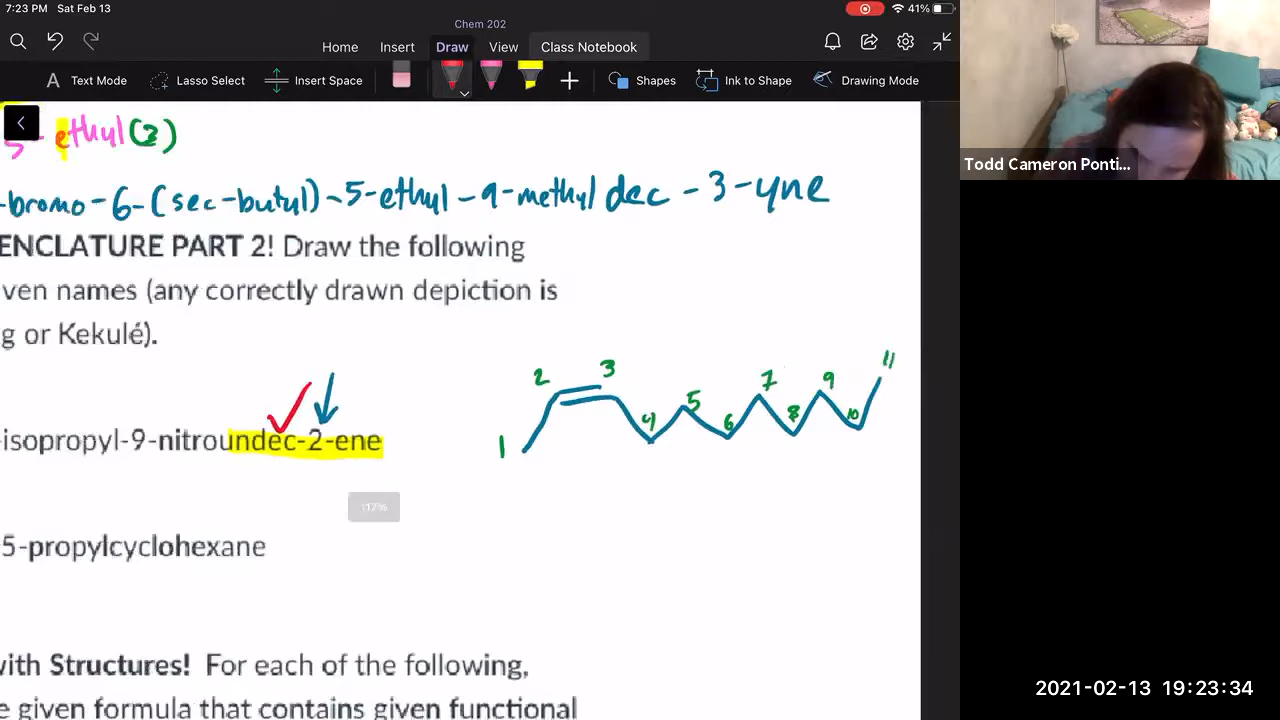 7:23 PM Sat Feb 13
41%
Chem 202
Home Insert Draw View Class Notebook
Text Mode Lasso Select Insert Space Shapes Ink to Shape Drawing Mode
5- ethyl(2)
-bromo-6-(sec-butyl)-5-ethyl-9-methyldec-3-yne
ENCLATURE PART 2! Draw the following
ven names (any correctly drawn depiction is
g or Kekulé).
-isopropyl-9-nitroundec-2-ene
1 2 3 4 5 6 7 8 9 10 11
117%
5-propylcyclohexane
with Structures! For each of the following,
e given formula that contains given functional
Todd Cameron Ponti...
2021-02-13 19:23:34